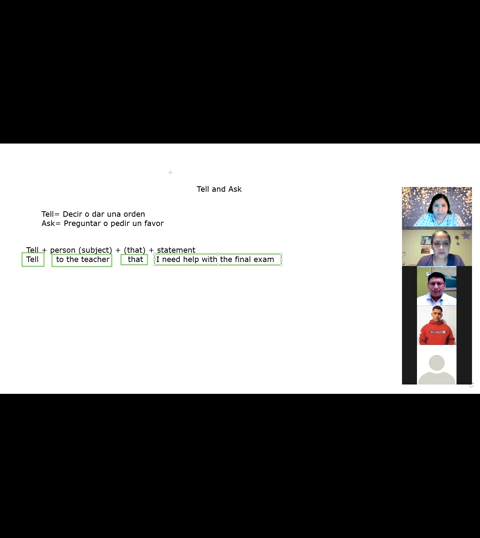 Tell and Ask
Tell= Decir o dar una orden
Ask= Preguntar o pedir un favor
Tell + person (subject) + (that) + statement
Tell to the teacher that I need help with the final exam